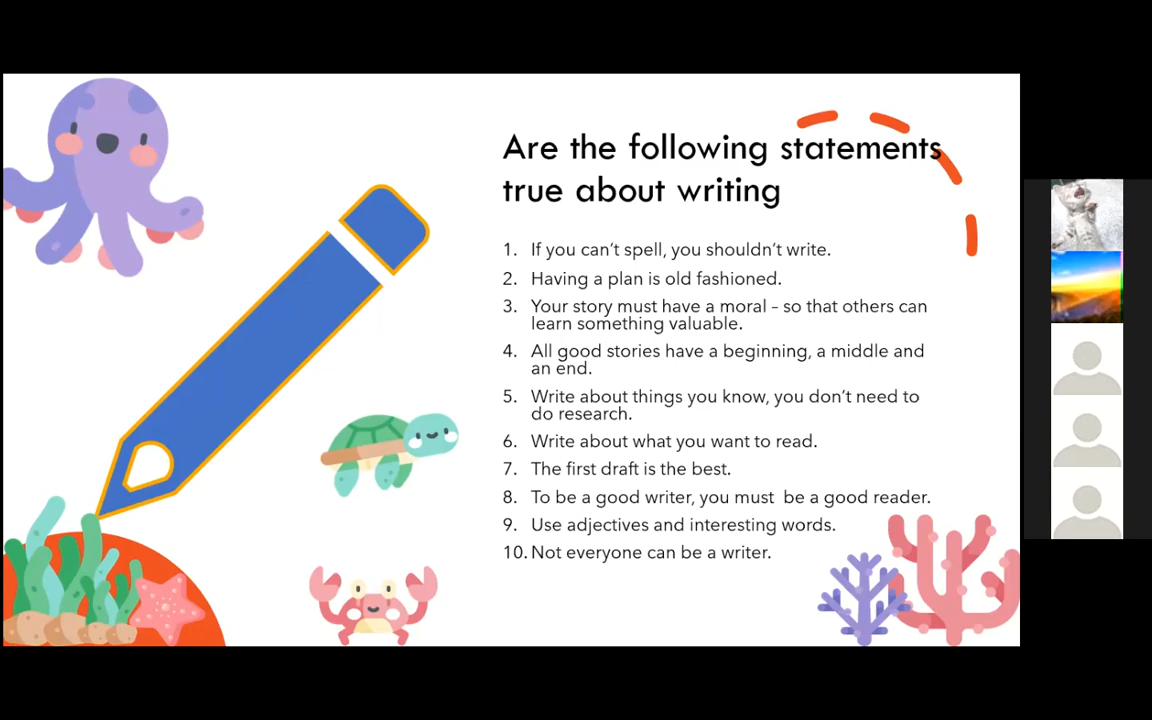 Are the following statements
true about writing
1. If you can’t spell, you shouldn’t write.
2. Having a plan is old fashioned.
3. Your story must have a moral – so that others can
learn something valuable.
4. All good stories have a beginning, a middle and
an end.
5. Write about things you know, you don’t need to
do research.
6. Write about what you want to read.
7. The first draft is the best.
8. To be a good writer, you must  be a good reader.
9. Use adjectives and interesting words.
10. Not everyone can be a writer.